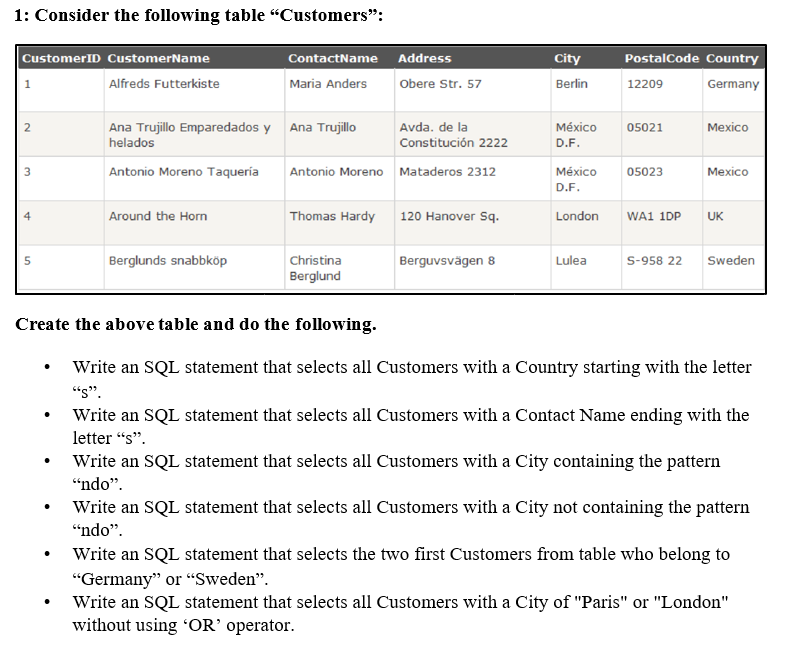 1: Consider the following table “Customers”:
CustomerID CustomerName ContactName Address City PostalCode Country
1 Alfreds Futterkiste Maria Anders Obere Str. 57 Berlin 12209 Germany
2 Ana Trujillo Emparedados y Ana Trujillo Avda. de la México 05021 Mexico
helados Constitución 2222 D.F.
3 Antonio Moreno Taquería Antonio Moreno Mataderos 2312 México 05023 Mexico
D.F.
4 Around the Horn Thomas Hardy 120 Hanover Sq. London WA1 1DP UK
5 Berglunds snabbköp Christina Berguvsvägen 8 Lulea S-958 22 Sweden
Berglund
Create the above table and do the following.
• Write an SQL statement that selects all Customers with a Country starting with the letter
“s”.
• Write an SQL statement that selects all Customers with a Contact Name ending with the
letter “s”.
• Write an SQL statement that selects all Customers with a City containing the pattern
“ndo”.
• Write an SQL statement that selects all Customers with a City not containing the pattern
“ndo”.
• Write an SQL statement that selects the two first Customers from table who belong to
“Germany” or “Sweden”.
• Write an SQL statement that selects all Customers with a City of "Paris" or "London"
without using ‘OR’ operator.